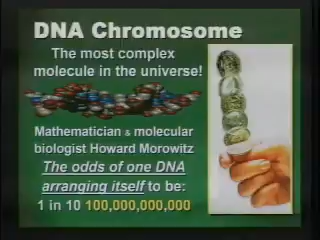 DNA Chromosome
The most complex
molecule in the universe!
Mathematician & molecular
biologist Howard Morowitz
The odds of one DNA
arranging itself to be:
1 in 10 100,000,000,000